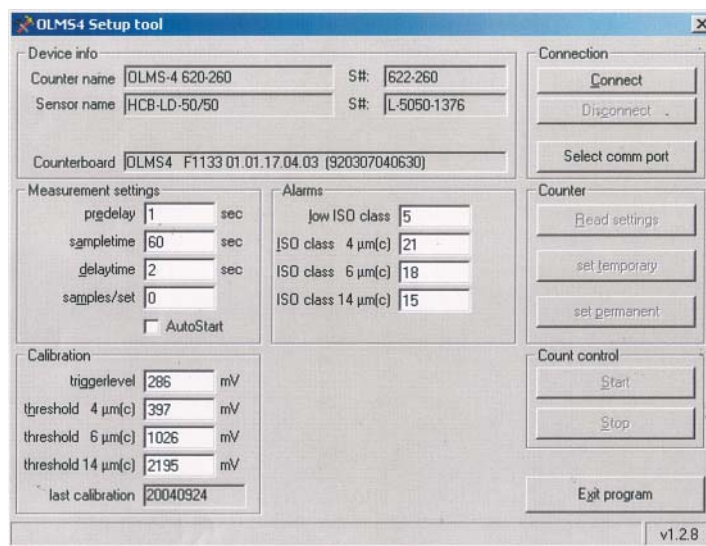 OLMS4 Setup tool
Device info
Counter name OLMS-4 620-260 S#: 622-260
Sensor name HCB-LD-50/50 S#: L-5050-1376
Counterboard OLMS4 F1133 01.01.17.04.03 (920307040630)
Connection
Connect
Disconnect
Select comm port
Measurement settings
predelay 1 sec
sampletime 60 sec
delaytime 2 sec
samples/set 0
AutoStart
Alarms
low ISO class 5
ISO class 4 µm(c) 21
ISO class 6 µm(c) 18
ISO class 14 µm(c) 15
Counter
Read settings
set temporary
set permanent
Calibration
triggerlevel 286 mV
threshold 4 µm(c) 397 mV
threshold 6 µm(c) 1026 mV
threshold 14 µm(c) 2195 mV
last calibration 20040924
Count control
Start
Stop
Exit program
v1.2.8